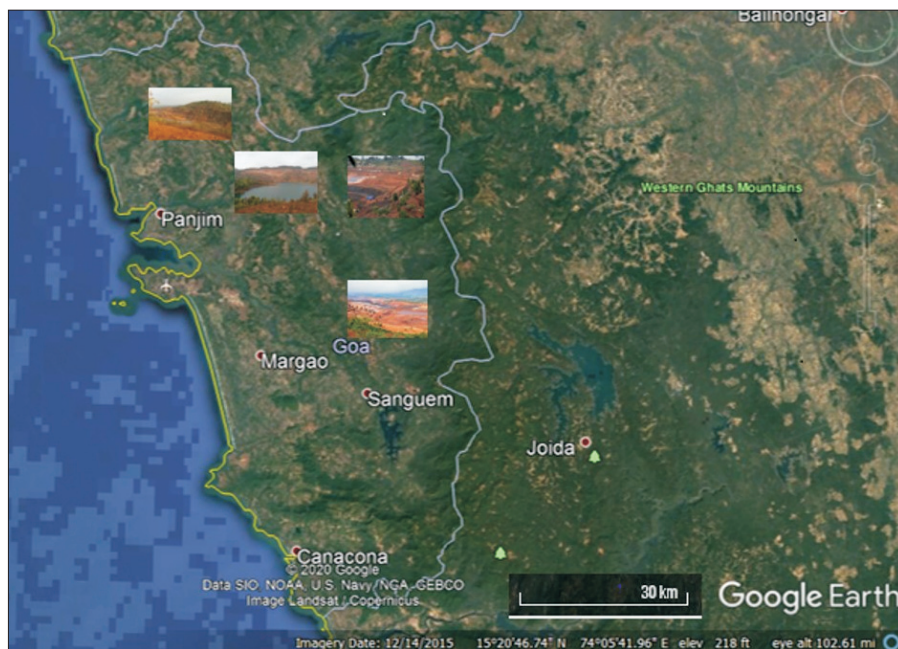 Bailhongal
Western Ghats Mountains
Panjim
Goa
Margao
Sanguem
Joida
Canacona
© 2020 Google
Data SIO, NOAA, U.S. Navy, NGA, GEBCO
Image Landsat / Copernicus
30 km
Google Earth
Imagery Date: 12/14/2015 15°20'46.74" N 74°05'41.96" E elev 218 ft eye alt 102.61 mi